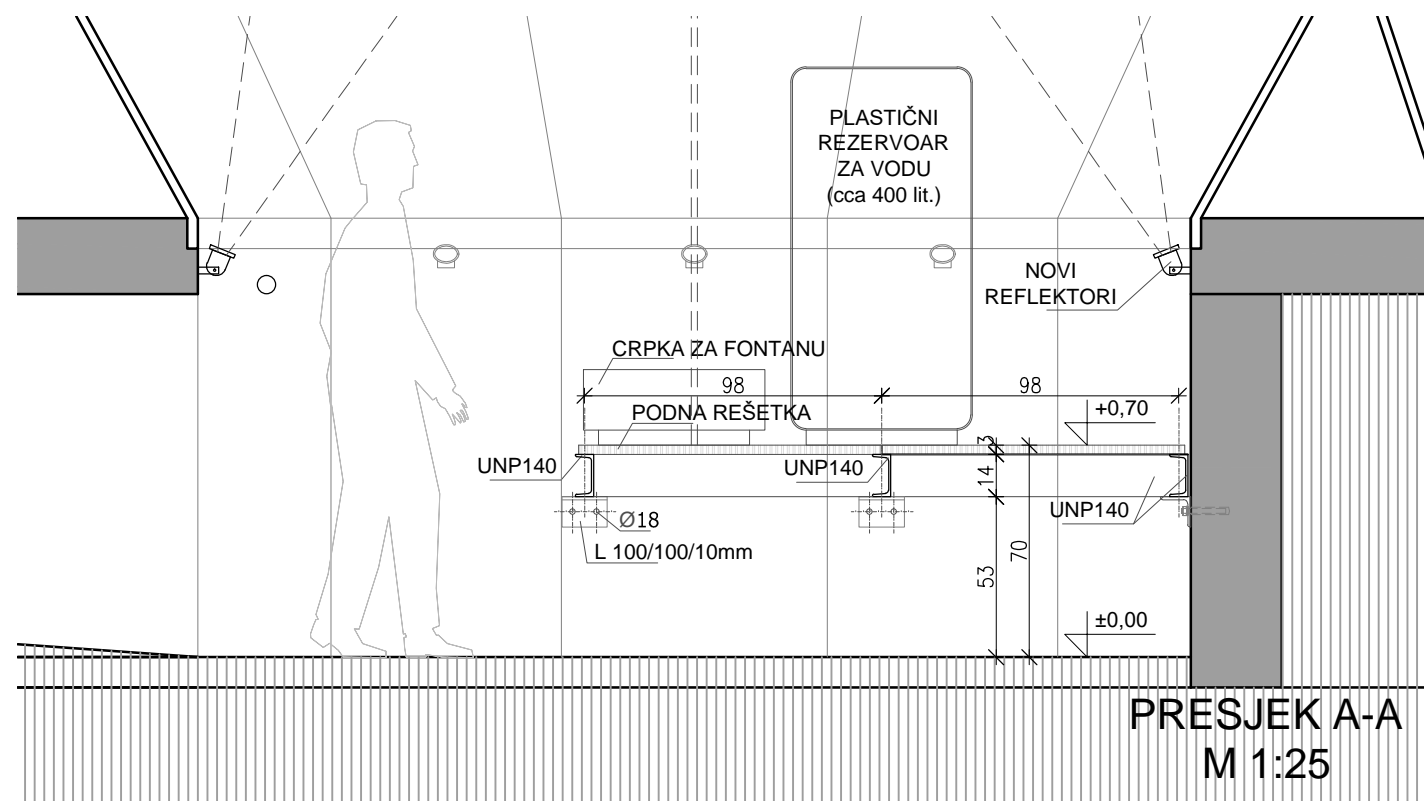 PLASTIČNI
REZERVOAR
ZA VODU
(cca 400 lit.)
NOVI
REFLEKTORI
CRPKA ZA FONTANU
98
98
PODNA REŠETKA
+0,70
3
UNP140
UNP140
14
UNP140
Ø18
L 100/100/10mm
70
53
±0,00
PRESJEK A-A
M 1:25